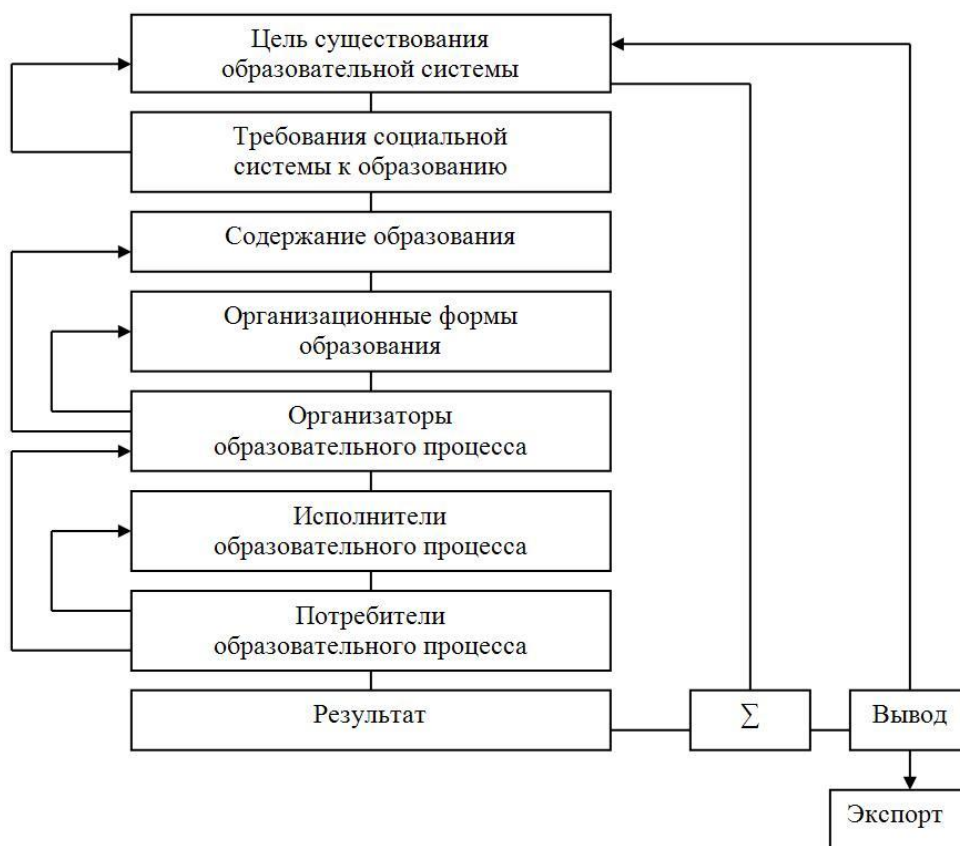 Цель существования
образовательной системы
Требования социальной
системы к образованию
Содержание образования
Организационные формы
образования
Организаторы
образовательного процесса
Исполнители
образовательного процесса
Потребители
образовательного процесса
Результат
∑
Вывод
Экспорт